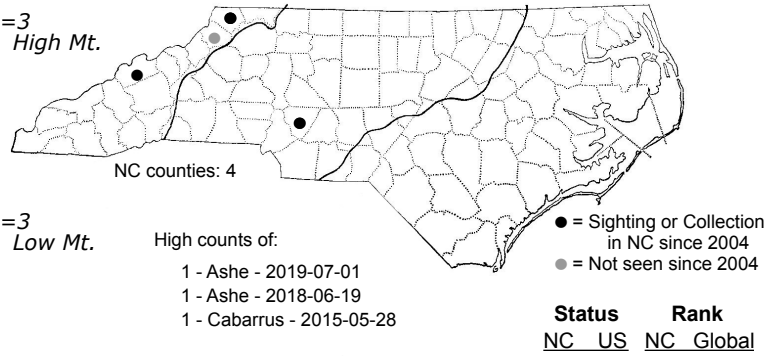 =3
High Mt.
NC counties: 4
=3
Low Mt.
High counts of:
1 - Ashe - 2019-07-01
1 - Ashe - 2018-06-19
1 - Cabarrus - 2015-05-28
= Sighting or Collection
in NC since 2004
= Not seen since 2004
Status Rank
NC US NC Global